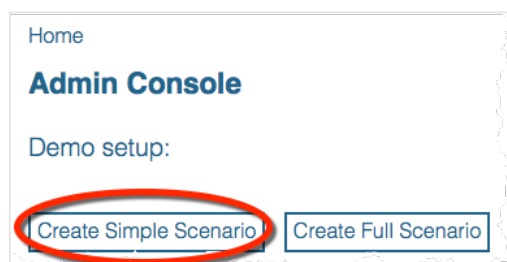 Home
Admin Console
Demo setup:
Create Simple Scenario Create Full Scenario